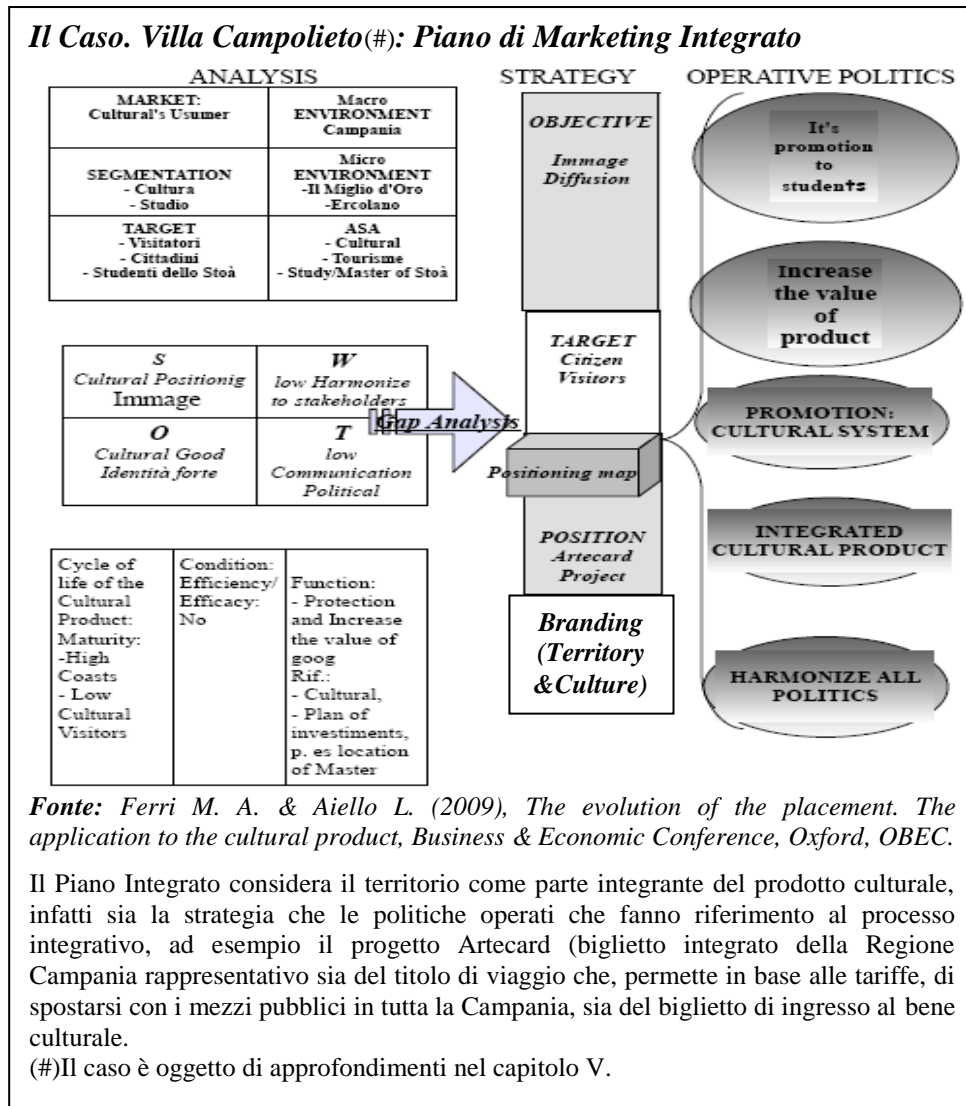 Il Caso. Villa Campolieto(#): Piano di Marketing Integrato
ANALYSIS
STRATEGY
OPERATIVE POLITICS
MARKET:
Cultural's Usumer
Macro
ENVIRONMENT
Campania
SEGMENTATION
- Cultura
- Studio
Micro
ENVIRONMENT
-Il Miglio d'Oro
-Ercolano
TARGET
- Visitatori
- Cittadini
- Studenti dello Stoà
ASA
- Cultural
- Tourisme
- Study/Master of Stoà
S
Cultural Positionig
Immage
W
low Harmonize
to stakeholders
O
Cultural Good
Identità forte
T
low
Communication
Political
Gap Analysis
Cycle of
life of the
Cultural
Product:
Maturity:
-High
Coasts
- Low
Cultural
Visitors
Condition:
Efficiency/
Efficacy:
No
Function:
- Protection
and Increase
the value of
goog
Rif.:
- Cultural,
- Plan of
investiments,
p. es location
of Master
OBJECTIVE
Immage
Diffusion
TARGET
Citizen
Visitors
Positioning map
POSITION
Artecard
Project
Branding
(Territory
&Culture)
It's
promotion
to
students
Increase
the value
of
product
PROMOTION:
CULTURAL SYSTEM
INTEGRATED
CULTURAL PRODUCT
HARMONIZE ALL
POLITICS
Fonte: Ferri M. A. & Aiello L. (2009), The evolution of the placement. The
application to the cultural product, Business & Economic Conference, Oxford, OBEC.
Il Piano Integrato considera il territorio come parte integrante del prodotto culturale,
infatti sia la strategia che le politiche operati che fanno riferimento al processo
integrativo, ad esempio il progetto Artecard (biglietto integrato della Regione
Campania rappresentativo sia del titolo di viaggio che, permette in base alle tariffe, di
spostarsi con i mezzi pubblici in tutta la Campania, sia del biglietto di ingresso al bene
culturale.
(#)Il caso è oggetto di approfondimenti nel capitolo V.